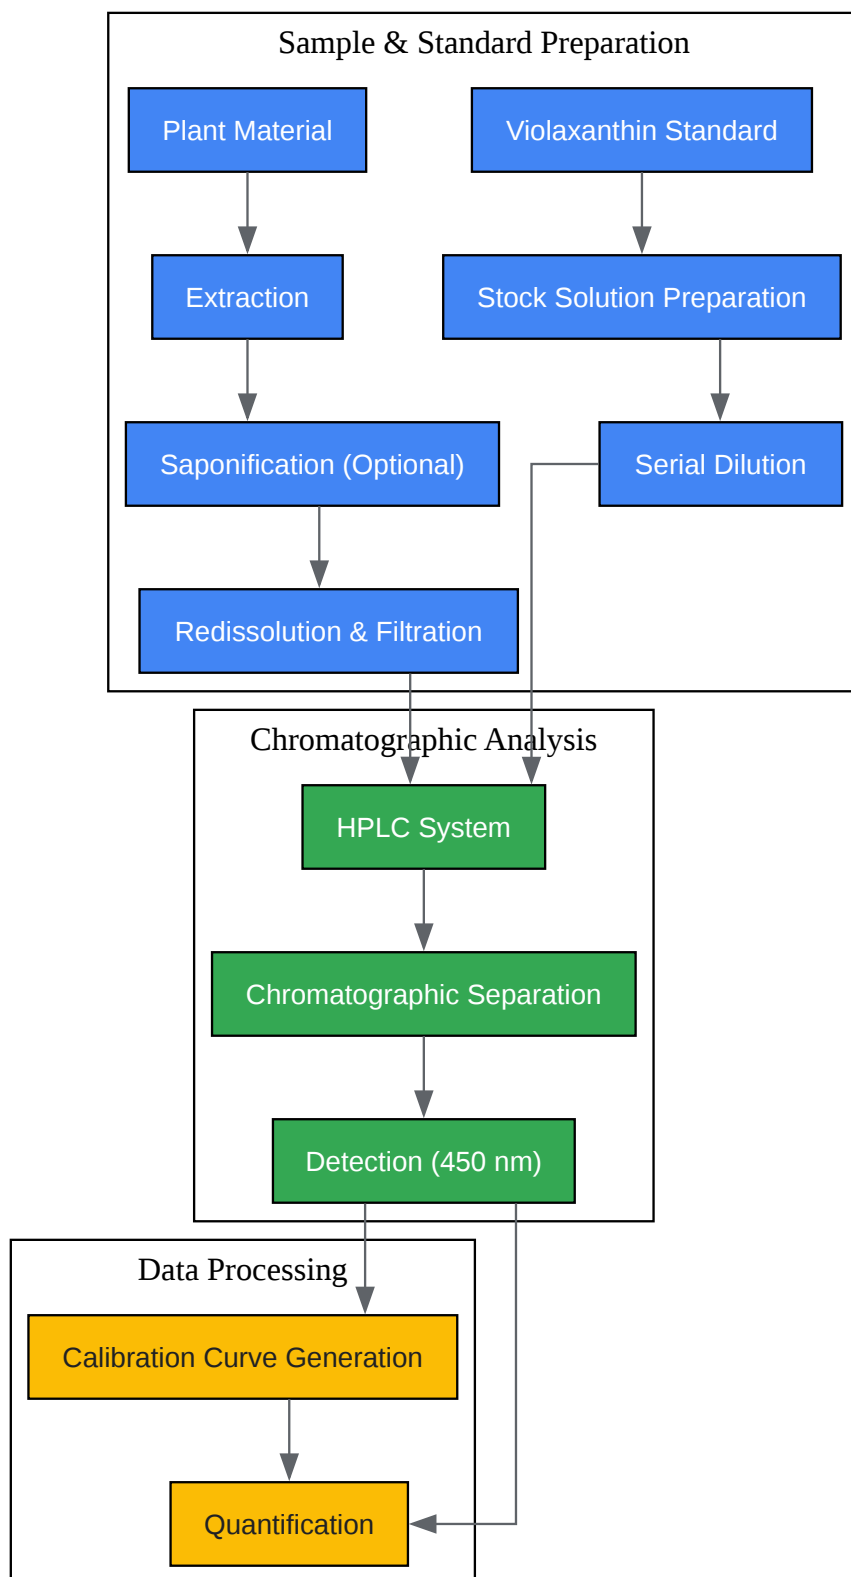 Sample & Standard Preparation
Plant Material
Violaxanthin Standard
Extraction
Stock Solution Preparation
Saponification (Optional)
Serial Dilution
Redissolution & Filtration
Chromatographic Analysis
HPLC System
Chromatographic Separation
Detection (450 nm)
Data Processing
Calibration Curve Generation
Quantification